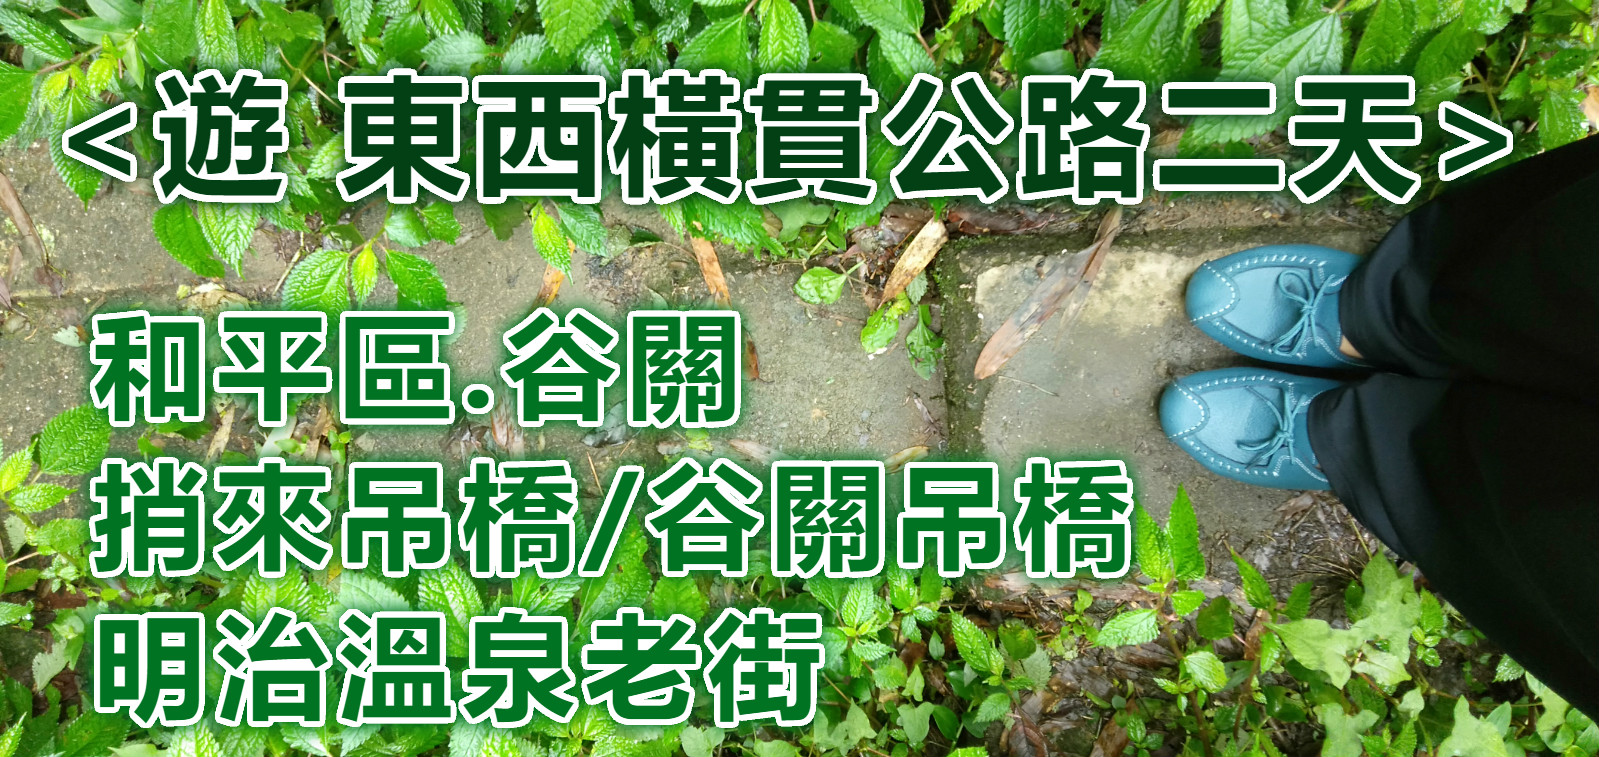 <遊 東西橫貫公路二天>
和平區.谷關
捎來吊橋/谷關吊橋
明治溫泉老街